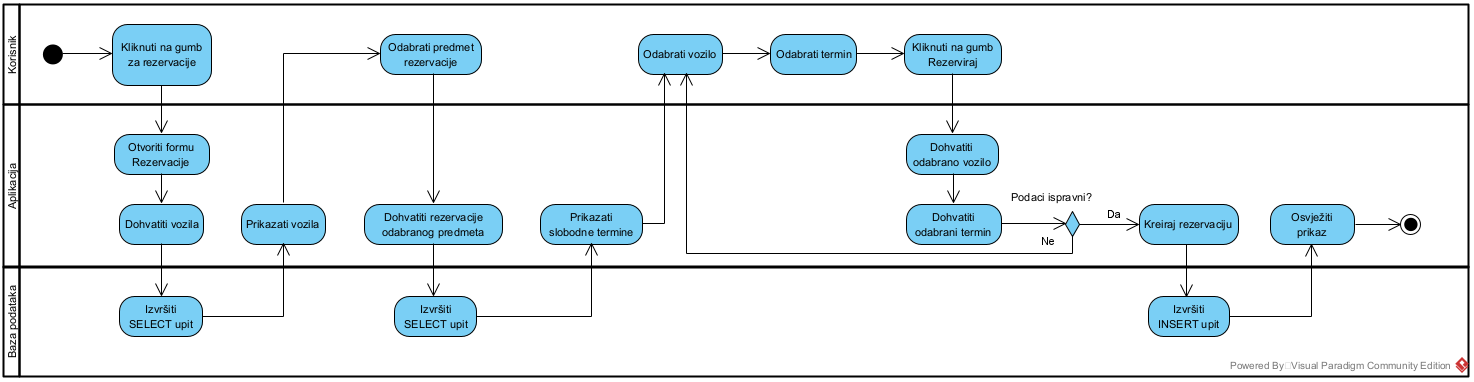 Korisnik
Kliknuti na gumb
za rezervacije
Odabrati predmet
rezervacije
Odabrati vozilo
Odabrati termin
Kliknuti na gumb
Rezerviraj
Aplikacija
Otvoriti formu
Rezervacije
Dohvatiti vozila
Prikazati vozila
Dohvatiti rezervacije
odabranog predmeta
Prikazati
slobodne termine
Dohvatiti
odabrano vozilo
Dohvatiti
odabrani termin
Podaci ispravni?
Da
Ne
Kreiraj rezervaciju
Osvježiti
prikaz
Baza podataka
Izvršiti
SELECT upit
Izvršiti
SELECT upit
Izvršiti
INSERT upit
Powered By Visual Paradigm Community Edition